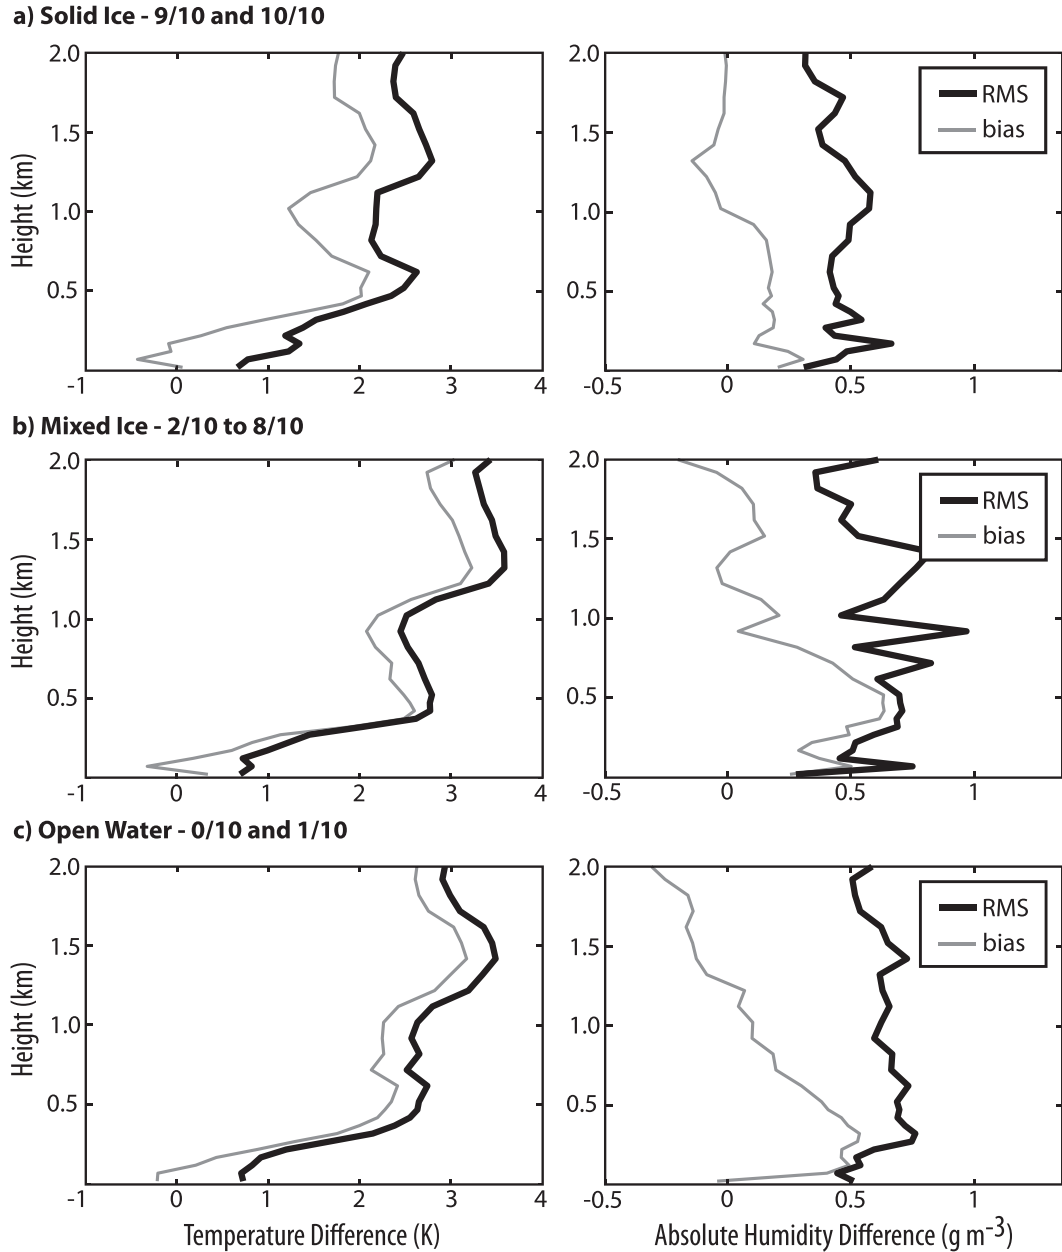 a) Solid Ice - 9/10 and 10/10
2.0
1.5
1.0
0.5
Height (km)
-1 0 1 2 3 4
2.0
1.5
1.0
0.5
-0.5 0 0.5 1
RMS
bias
b) Mixed Ice - 2/10 to 8/10
2.0
1.5
1.0
0.5
Height (km)
-1 0 1 2 3 4
2.0
1.5
1.0
0.5
-0.5 0 0.5 1
RMS
bias
c) Open Water - 0/10 and 1/10
2.0
1.5
1.0
0.5
Height (km)
-1 0 1 2 3 4
Temperature Difference (K)
2.0
1.5
1.0
0.5
-0.5 0 0.5 1
RMS
bias
Absolute Humidity Difference (g m⁻³)